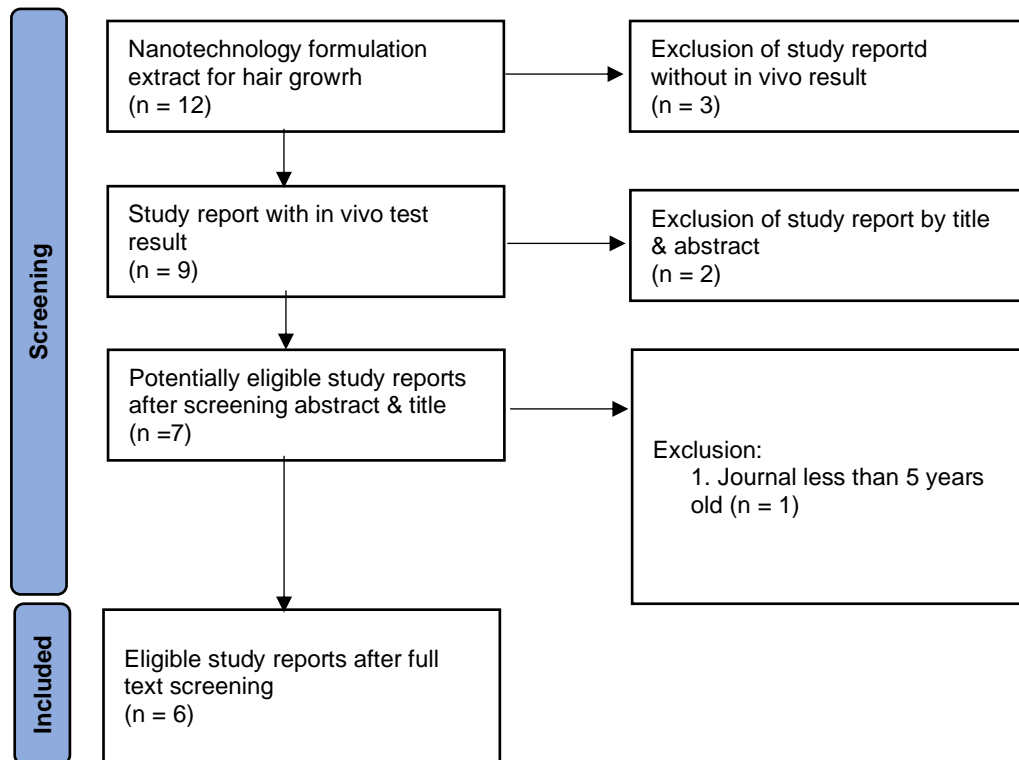 Screening
Nanotechnology formulation
extract for hair growrh
(n = 12)
Exclusion of study reportd
without in vivo result
(n = 3)
Study report with in vivo test
result
(n = 9)
Exclusion of study report by title
& abstract
(n = 2)
Potentially eligible study reports
after screening abstract & title
(n =7)
Exclusion:
1. Journal less than 5 years
old (n = 1)
Included
Eligible study reports after full
text screening
(n = 6)